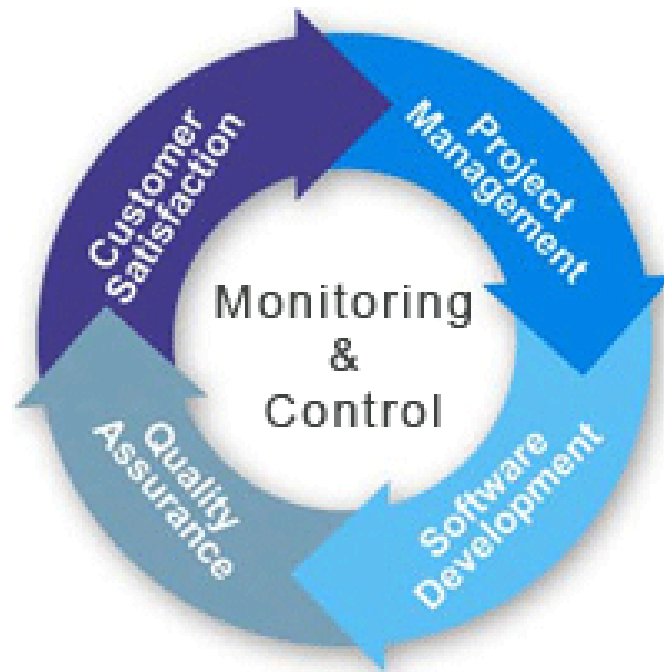 Customer
Satisfaction
Project
Management
Monitoring
&
Control
Quality
Assurance
Software
Development